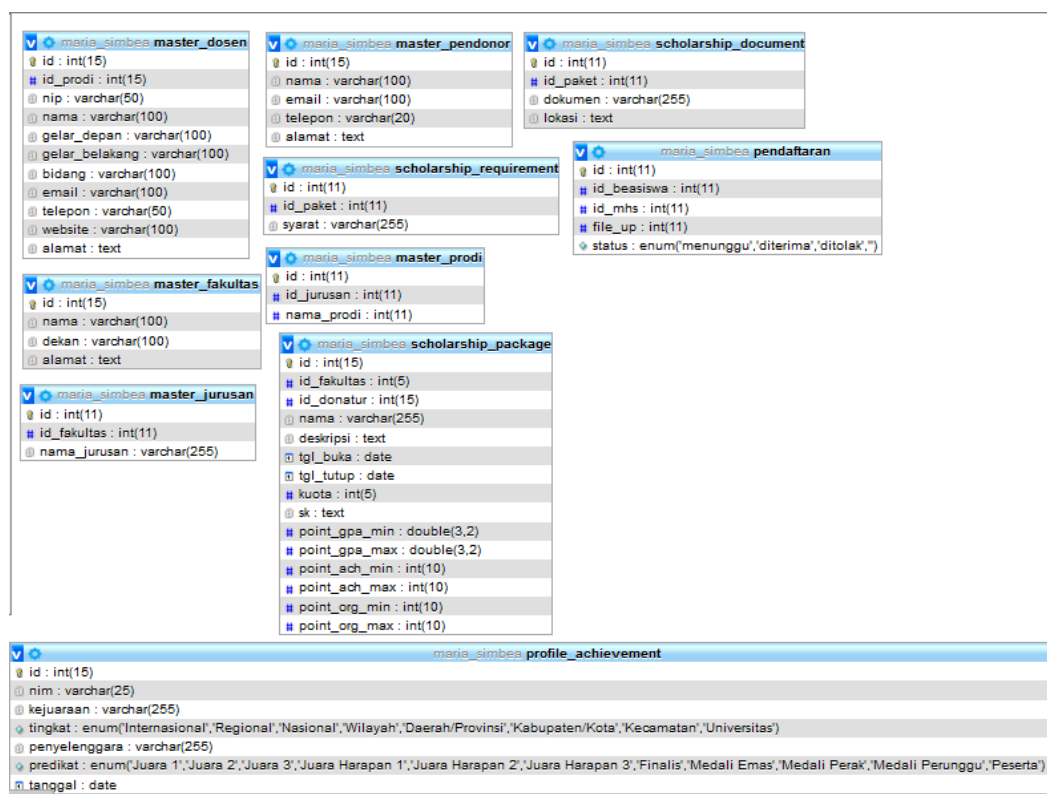 maria_simbea master_dosen
id : int(15)
id_prodi : int(15)
nip : varchar(50)
nama : varchar(100)
gelar_depan : varchar(100)
gelar_belakang : varchar(100)
bidang : varchar(100)
email : varchar(100)
telepon : varchar(50)
website : varchar(100)
alamat : text
maria_simbea master_pendonor
id : int(15)
nama : varchar(100)
email : varchar(100)
telepon : varchar(20)
alamat : text
maria_simbea scholarship_document
id : int(11)
id_paket : int(11)
dokumen : varchar(255)
lokasi : text
maria_simbea scholarship_requirement
id : int(11)
id_paket : int(11)
syarat : varchar(255)
maria_simbea pendaftaran
id : int(11)
id_beasiswa : int(11)
id_mhs : int(11)
file_up : int(11)
status : enum('menunggu','diterima','ditolak','')
maria_simbea master_prodi
id : int(11)
id_jurusan : int(11)
nama_prodi : int(11)
maria_simbea master_fakultas
id : int(15)
nama : varchar(100)
dekan : varchar(100)
alamat : text
maria_simbea master_jurusan
id : int(11)
id_fakultas : int(11)
nama_jurusan : varchar(255)
maria_simbea scholarship_package
id : int(15)
id_fakultas : int(5)
id_donatur : int(15)
nama : varchar(255)
deskripsi : text
tgl_buka : date
tgl_tutup : date
kuota : int(5)
sk : text
point_gpa_min : double(3,2)
point_gpa_max : double(3,2)
point_ach_min : int(10)
point_ach_max : int(10)
point_org_min : int(10)
point_org_max : int(10)
maria_simbea profile_achievement
id : int(15)
nim : varchar(25)
kejuaraan : varchar(255)
tingkat : enum('Internasional','Regional','Nasional','Wilayah','Daerah/Provinsi','Kabupaten/Kota','Kecamatan','Universitas')
penyelenggara : varchar(255)
predikat : enum('Juara 1','Juara 2','Juara 3','Juara Harapan 1','Juara Harapan 2','Juara Harapan 3','Finalis','Medali Emas','Medali Perak','Medali Perunggu','Peserta')
tanggal : date